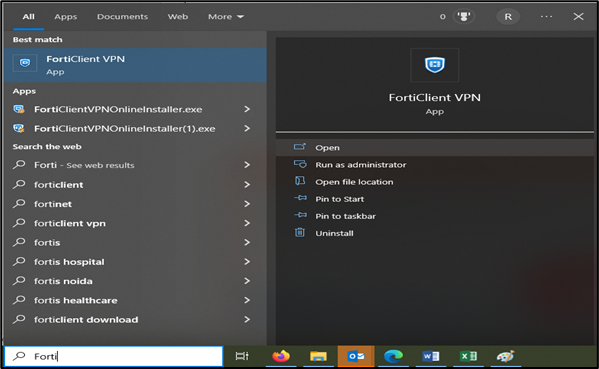 All Apps Documents Web More 0 R
Best match
FortiClient VPN
App
Apps
FortiClientVPNOnlineInstaller.exe
FortiClientVPNOnlineInstaller(1).exe
Search the web
Forti - See web results
forticlient
fortinet
forticlient vpn
fortis
fortis hospital
fortis noida
fortis healthcare
forticlient download
FortiClient VPN
App
Open
Run as administrator
Open file location
Pin to Start
Pin to taskbar
Uninstall
Forti